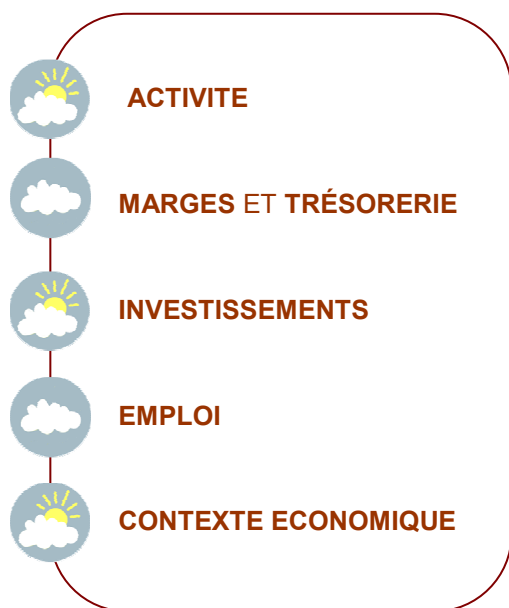 ACTIVITE
MARGES ET TRÉSORERIE
INVESTISSEMENTS
EMPLOI
CONTEXTE ECONOMIQUE